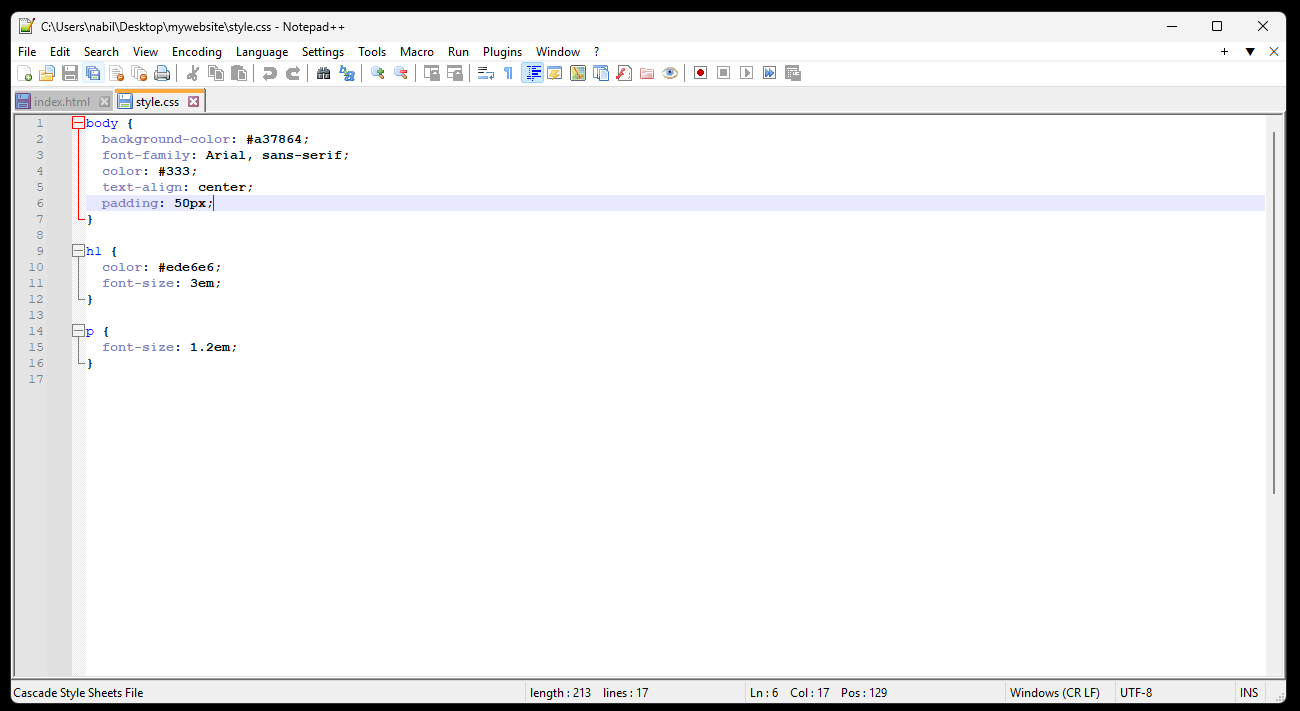 C:\Users\nabil\Desktop\mywebsite\style.css - Notepad++
File Edit Search View Encoding Language Settings Tools Macro Run Plugins Window ?
index.html style.css
1 body {
2 background-color: #a37864;
3 font-family: Arial, sans-serif;
4 color: #333;
5 text-align: center;
6 padding: 50px;
7 }
8
9 h1 {
10 color: #ede6e6;
11 font-size: 3em;
12 }
13
14 p {
15 font-size: 1.2em;
16 }
17
Cascade Style Sheets File length : 213 lines : 17 Ln : 6 Col : 17 Pos : 129 Windows (CR LF) UTF-8 INS